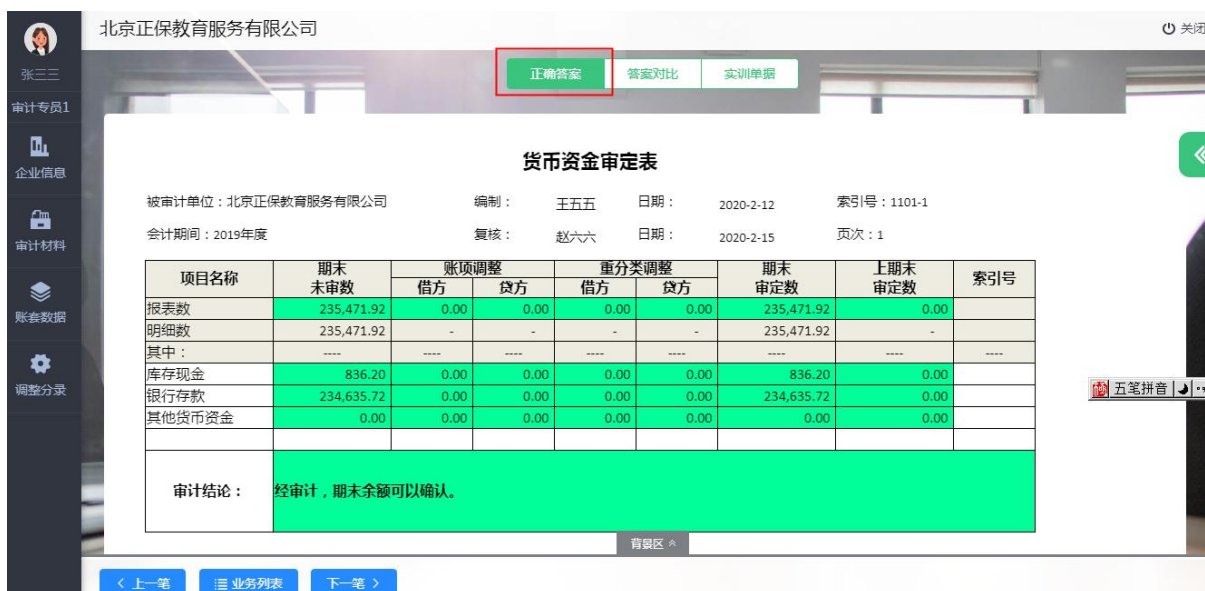 北京正保教育服务有限公司
关闭
张三三
审计专员1
企业信息
审计材料
账套数据
调整分录
正确答案 答案对比 实训单据
货币资金审定表
被审计单位：北京正保教育服务有限公司 编制： 王五五 日期： 2020-2-12 索引号：1101-1
会计期间：2019年度 复核： 赵六六 日期： 2020-2-15 页次：1
项目名称 期末未审数 账项调整 重分类调整 期末审定数 上期末审定数 索引号
借方 贷方 借方 贷方
报表数 235,471.92 0.00 0.00 0.00 0.00 235,471.92 0.00
明细数 235,471.92 - - - - 235,471.92 -
其中： ---- ---- ---- ---- ---- ---- ---- ----
库存现金 836.20 0.00 0.00 0.00 0.00 836.20 0.00
银行存款 234,635.72 0.00 0.00 0.00 0.00 234,635.72 0.00
其他货币资金 0.00 0.00 0.00 0.00 0.00 0.00 0.00
审计结论： 经审计，期末余额可以确认。
五笔拼音
背景区
上一笔 业务列表 下一笔